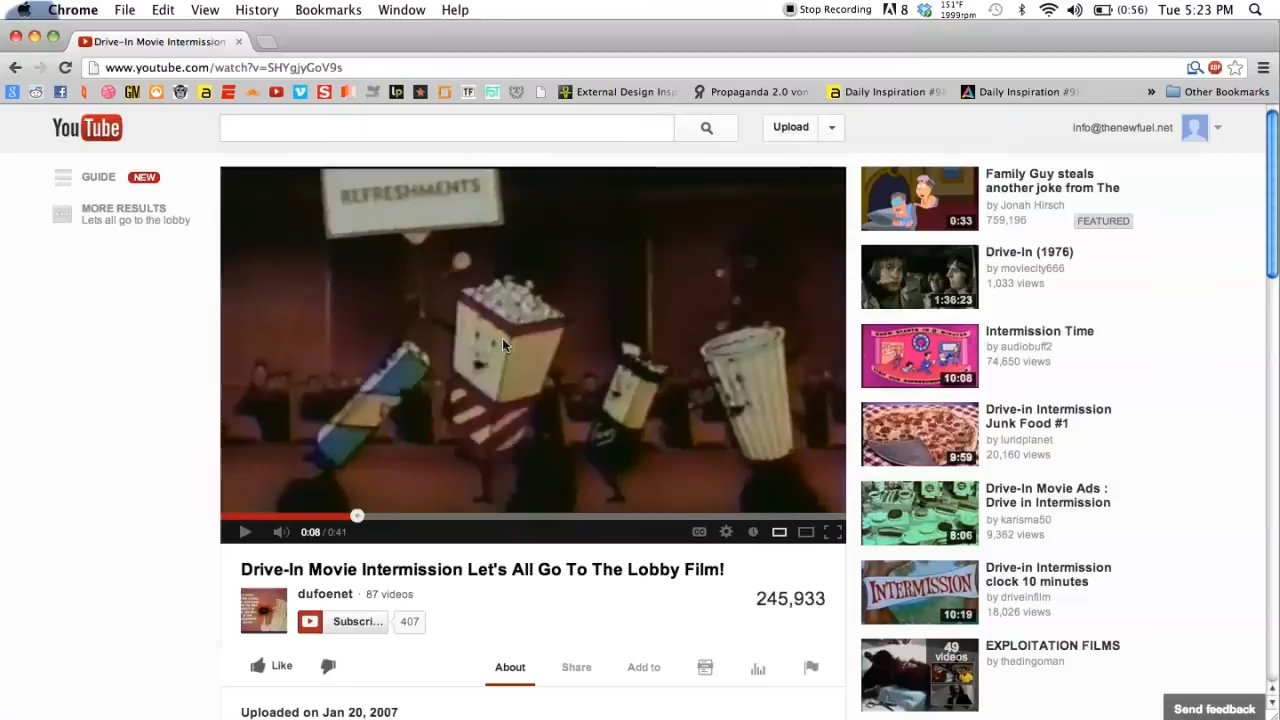 Chrome File Edit View History Bookmarks Window Help
Stop Recording 8 151°F 1999rpm (0:56) Tue 5:23 PM
Drive-In Movie Intermission
www.youtube.com/watch?v=SHYgjyGoV9s
External Design Insp Propaganda 2.0 von Daily Inspiration #98 Daily Inspiration #9 » Other Bookmarks
YouTube
Upload
info@thenewfuel.net
GUIDE NEW
MORE RESULTS
Lets all go to the lobby
REFRESHMENTS
0:08 / 0:41
Drive-In Movie Intermission Let's All Go To The Lobby Film!
dufoenet · 87 videos
Subscri... 407
245,933
Like
About Share Add to
Uploaded on Jan 20, 2007
Family Guy steals
another joke from The
by Jonah Hirsch
759,196 FEATURED
0:33
Drive-In (1976)
by moviecity666
1,033 views
1:36:23
Intermission Time
by audiobuff2
74,650 views
10:08
Drive-in Intermission
Junk Food #1
by luridplanet
20,160 views
9:59
Drive-In Movie Ads :
Drive in Intermission
by karisma50
9,362 views
8:06
Drive-in Intermission
clock 10 minutes
by driveinfilm
18,026 views
INTERMISSION
10:19
EXPLOITATION FILMS
by thedingoman
49
videos
Send feedback